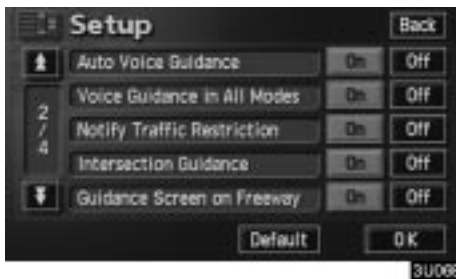 Setup Back
Auto Voice Guidance On Off
Voice Guidance in All Modes On Off
2/4
Notify Traffic Restriction On Off
Intersection Guidance On Off
Guidance Screen on Freeway On Off
Default OK